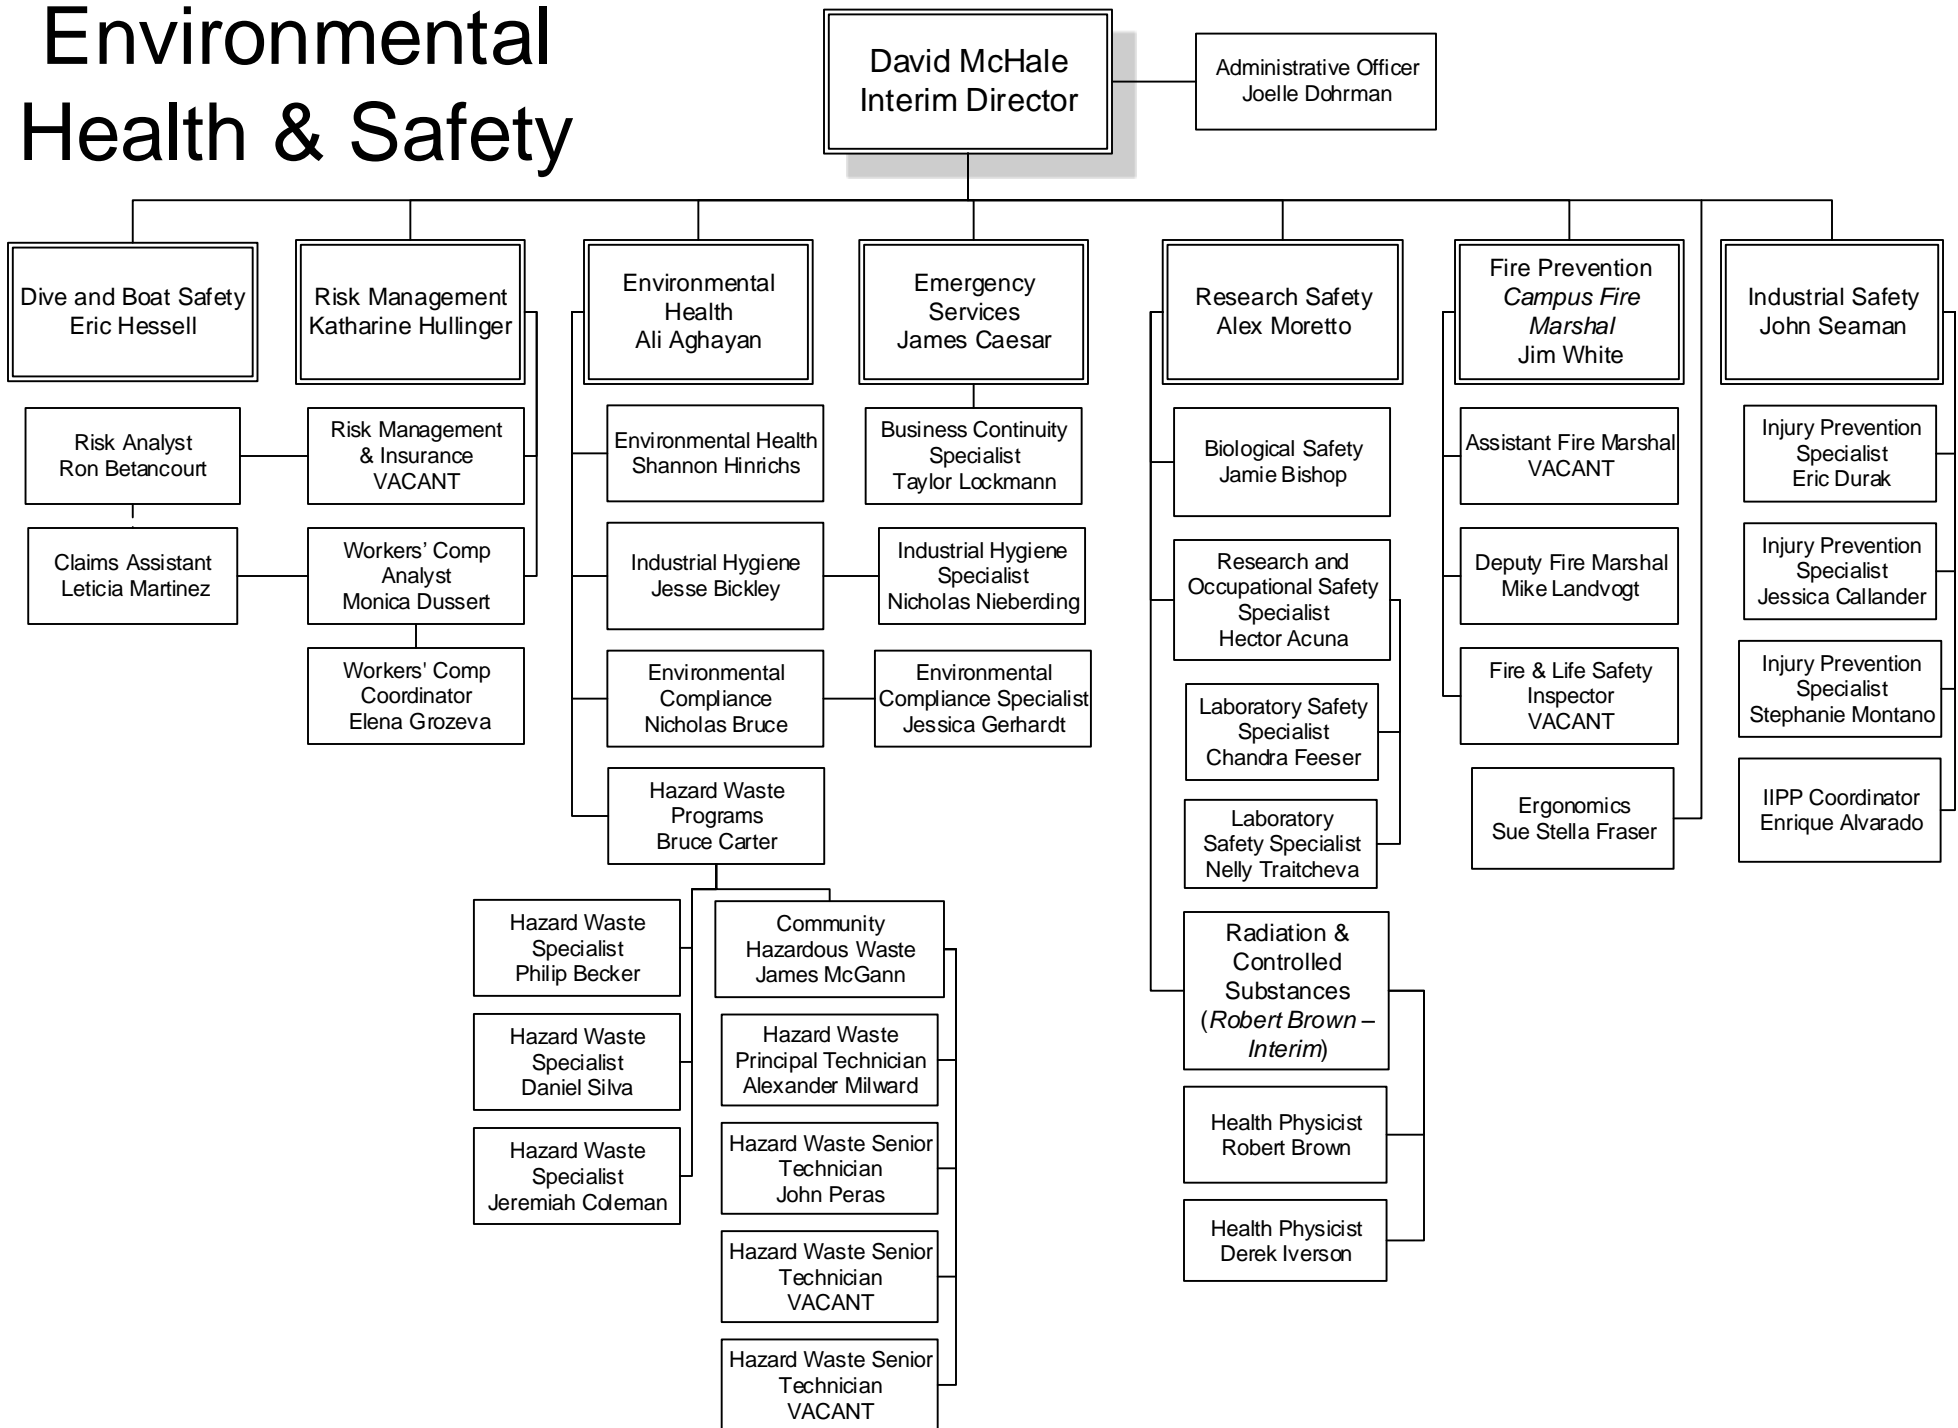 Environmental
Health & Safety
David McHale
Interim Director
Administrative Officer
Joelle Dohrman
Dive and Boat Safety
Eric Hessell
Risk Management
Katharine Hullinger
Environmental
Health
Ali Aghayan
Emergency
Services
James Caesar
Research Safety
Alex Moretto
Fire Prevention
Campus Fire
Marshal
Jim White
Industrial Safety
John Seaman
Risk Analyst
Ron Betancourt
Claims Assistant
Leticia Martinez
Risk Management
& Insurance
VACANT
Workers’ Comp
Analyst
Monica Dussert
Workers' Comp
Coordinator
Elena Grozeva
Environmental Health
Shannon Hinrichs
Industrial Hygiene
Jesse Bickley
Environmental
Compliance
Nicholas Bruce
Hazard Waste
Programs
Bruce Carter
Business Continuity
Specialist
Taylor Lockmann
Industrial Hygiene
Specialist
Nicholas Nieberding
Environmental
Compliance Specialist
Jessica Gerhardt
Hazard Waste
Specialist
Philip Becker
Hazard Waste
Specialist
Daniel Silva
Hazard Waste
Specialist
Jeremiah Coleman
Community
Hazardous Waste
James McGann
Hazard Waste
Principal Technician
Alexander Milward
Hazard Waste Senior
Technician
John Peras
Hazard Waste Senior
Technician
VACANT
Hazard Waste Senior
Technician
VACANT
Biological Safety
Jamie Bishop
Research and
Occupational Safety
Specialist
Hector Acuna
Laboratory Safety
Specialist
Chandra Feeser
Laboratory
Safety Specialist
Nelly Traitcheva
Radiation &
Controlled
Substances
(Robert Brown –
Interim)
Health Physicist
Robert Brown
Health Physicist
Derek Iverson
Assistant Fire Marshal
VACANT
Deputy Fire Marshal
Mike Landvogt
Fire & Life Safety
Inspector
VACANT
Ergonomics
Sue Stella Fraser
Injury Prevention
Specialist
Eric Durak
Injury Prevention
Specialist
Jessica Callander
Injury Prevention
Specialist
Stephanie Montano
IIPP Coordinator
Enrique Alvarado